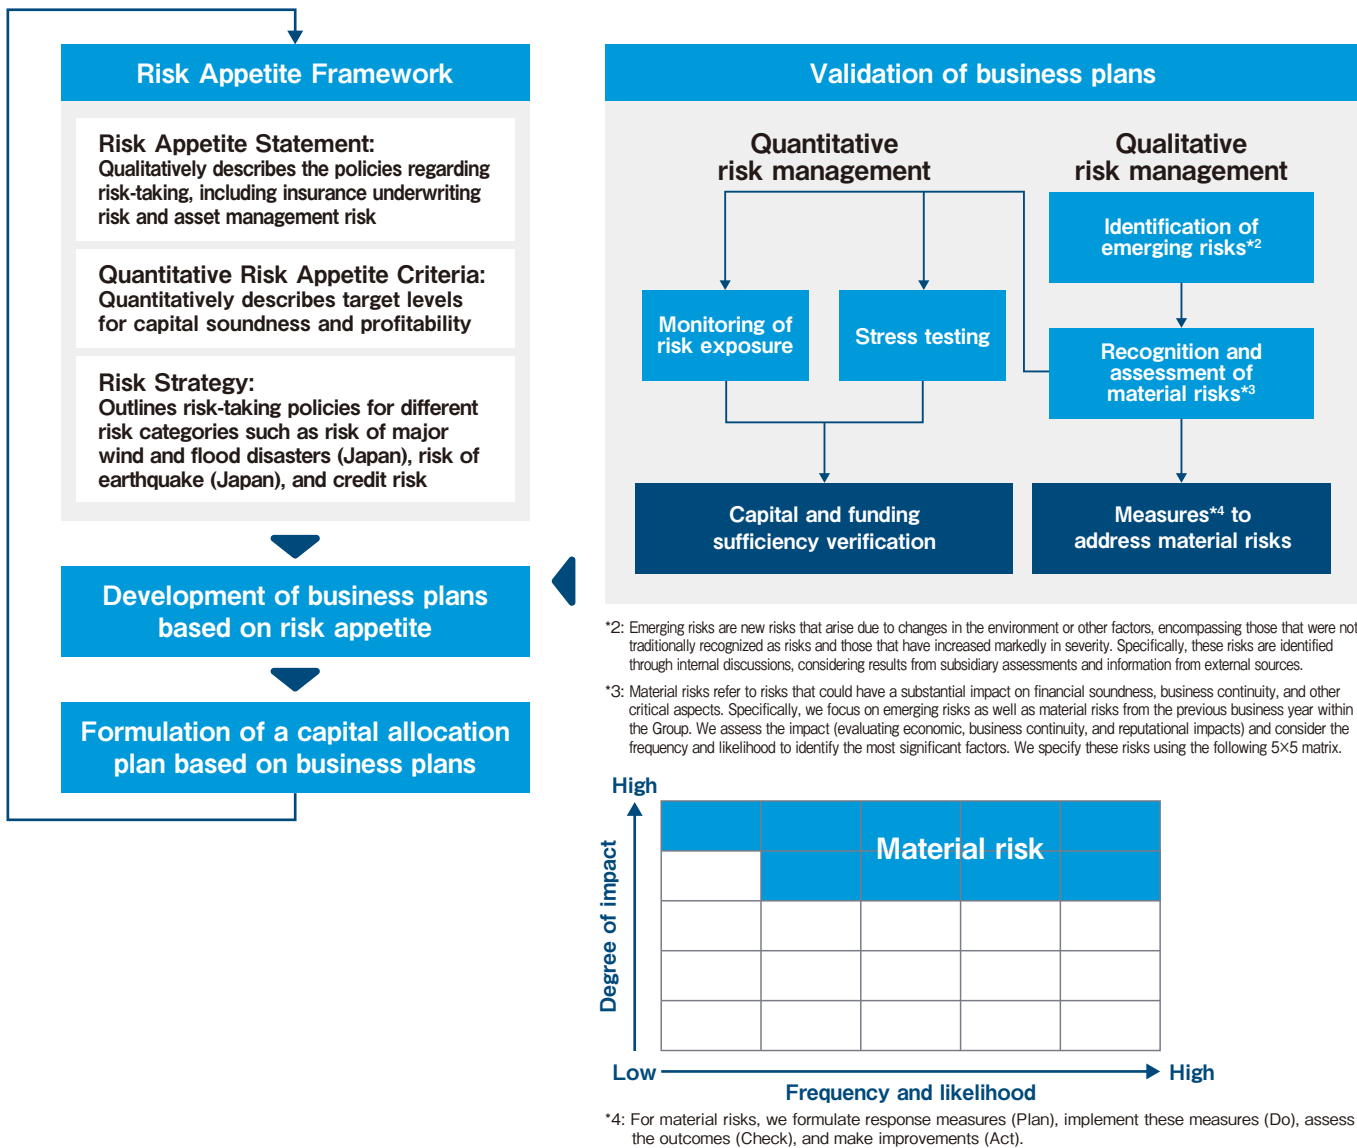 Risk Appetite Framework
Risk Appetite Statement:
Qualitatively describes the policies regarding
risk-taking, including insurance underwriting
risk and asset management risk
Quantitative Risk Appetite Criteria:
Quantitatively describes target levels
for capital soundness and profitability
Risk Strategy:
Outlines risk-taking policies for different
risk categories such as risk of major
wind and flood disasters (Japan), risk of
earthquake (Japan), and credit risk
Development of business plans
based on risk appetite
Formulation of a capital allocation
plan based on business plans
Validation of business plans
Quantitative
risk management
Qualitative
risk management
Identification of
emerging risks*2
Monitoring of
risk exposure
Stress testing
Recognition and
assessment of
material risks*3
Capital and funding
sufficiency verification
Measures*4 to
address material risks
*2: Emerging risks are new risks that arise due to changes in the environment or other factors, encompassing those that were not
traditionally recognized as risks and those that have increased markedly in severity. Specifically, these risks are identified
through internal discussions, considering results from subsidiary assessments and information from external sources.
*3: Material risks refer to risks that could have a substantial impact on financial soundness, business continuity, and other
critical aspects. Specifically, we focus on emerging risks as well as material risks from the previous business year within
the Group. We assess the impact (evaluating economic, business continuity, and reputational impacts) and consider the
frequency and likelihood to identify the most significant factors. We specify these risks using the following 5×5 matrix.
High
Degree of impact
Material risk
Low
High
Frequency and likelihood
*4: For material risks, we formulate response measures (Plan), implement these measures (Do), assess
the outcomes (Check), and make improvements (Act).